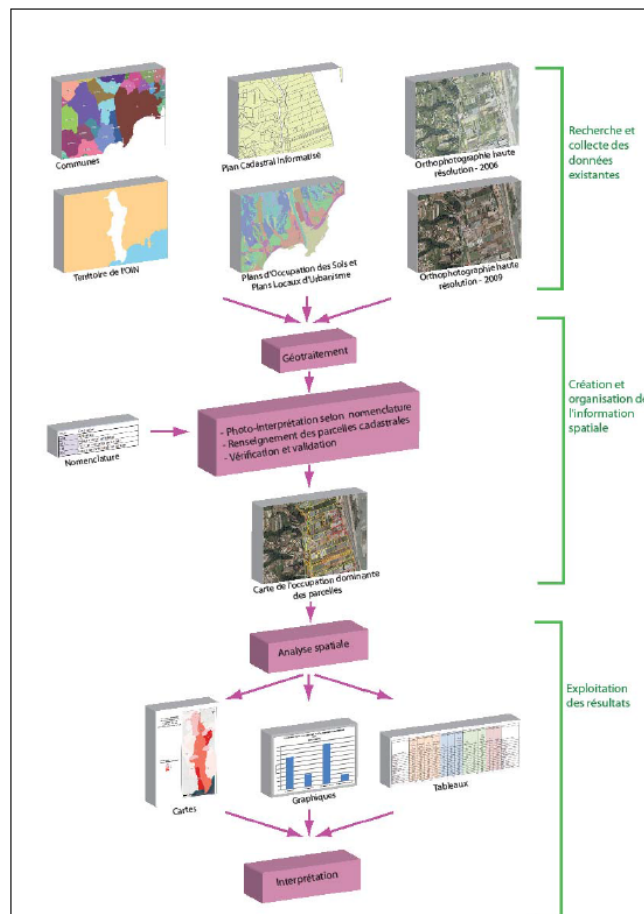 Communes
Plan Cadastral Informatisé
Orthophotographie haute
résolution - 2006
Recherche et
collecte des
données
existantes
Territoire de l'OIN
Plans d'Occupation des Sols et
Plans Locaux d'Urbanisme
Orthophotographie haute
résolution - 2009
Géotraitement
Création et
organisation de
l'information
spatiale
- Photo-Interprétation selon nomenclature
- Renseignement des parcelles cadastrales
- Vérification et validation
Nomenclature
Carte de l'occupation dominante
des parcelles
Analyse spatiale
Exploitation
des résultats
Cartes
Graphiques
Tableaux
Interprétation